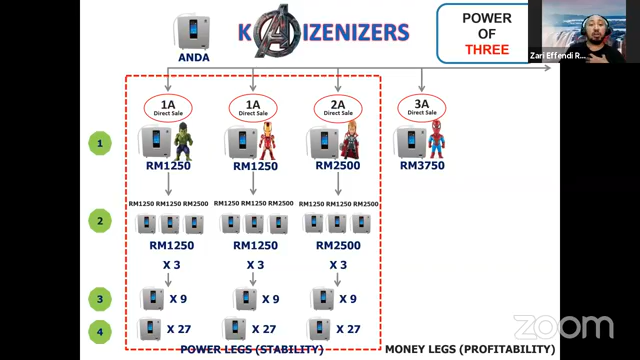 K A IZENIZERS
POWER
OF
THREE
Zari Effendi R...
ANDA
1A
Direct Sale
1A
Direct Sale
2A
Direct Sale
3A
Direct Sale
1
RM1250
RM1250
RM2500
RM3750
RM1250 RM1250 RM2500
RM1250 RM1250 RM2500
RM1250 RM1250 RM2500
2
RM1250
RM1250
RM2500
X 3
X 3
X 3
3
X 9
X 9
X 9
4
X 27
X 27
X 27
POWER LEGS (STABILITY)
MONEY LEGS (PROFITABILITY)
zoom